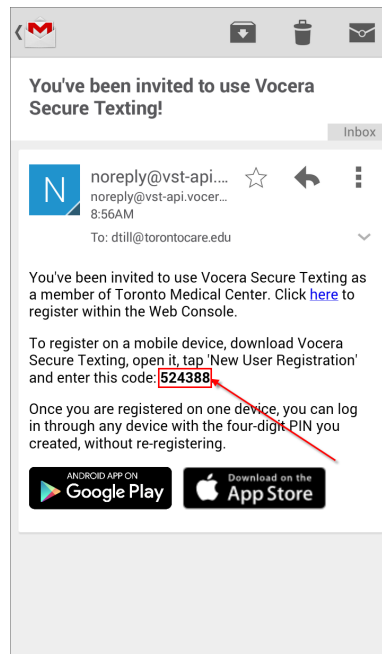 You've been invited to use Vocera
Secure Texting!
Inbox
N
noreply@vst-api....
noreply@vst-api.vocer...
8:56AM
To: dtill@torontocare.edu
You've been invited to use Vocera Secure Texting as
a member of Toronto Medical Center. Click here to
register within the Web Console.
To register on a mobile device, download Vocera
Secure Texting, open it, tap 'New User Registration'
and enter this code: 524388
Once you are registered on one device, you can log
in through any device with the four-digit PIN you
created, without re-registering.
ANDROID APP ON
Google Play
Download on the
App Store